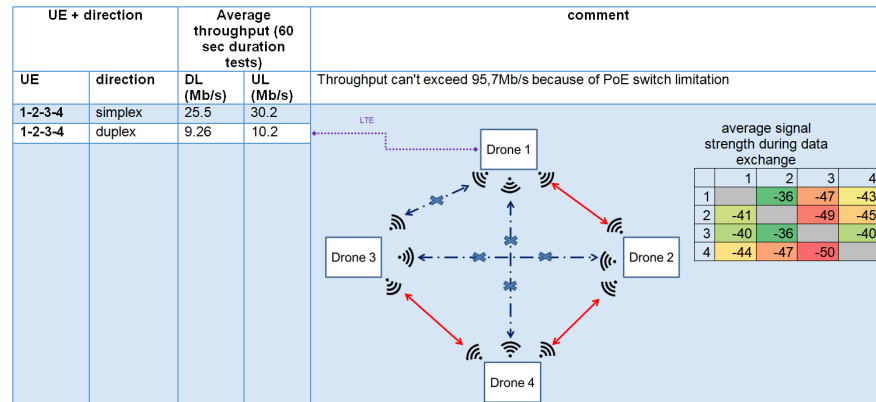 UE + direction
Average throughput (60 sec duration tests)
comment
UE
direction
DL (Mb/s)
UL (Mb/s)
Throughput can't exceed 95,7Mb/s because of PoE switch limitation
1-2-3-4 simplex 25.5 30.2
1-2-3-4 duplex 9.26 10.2
LTE
Drone 1
Drone 3
Drone 2
Drone 4
average signal
strength during data
exchange
1 2 3 4
1 -36 -47 -43
2 -41 -49 -45
3 -40 -36 -40
4 -44 -47 -50